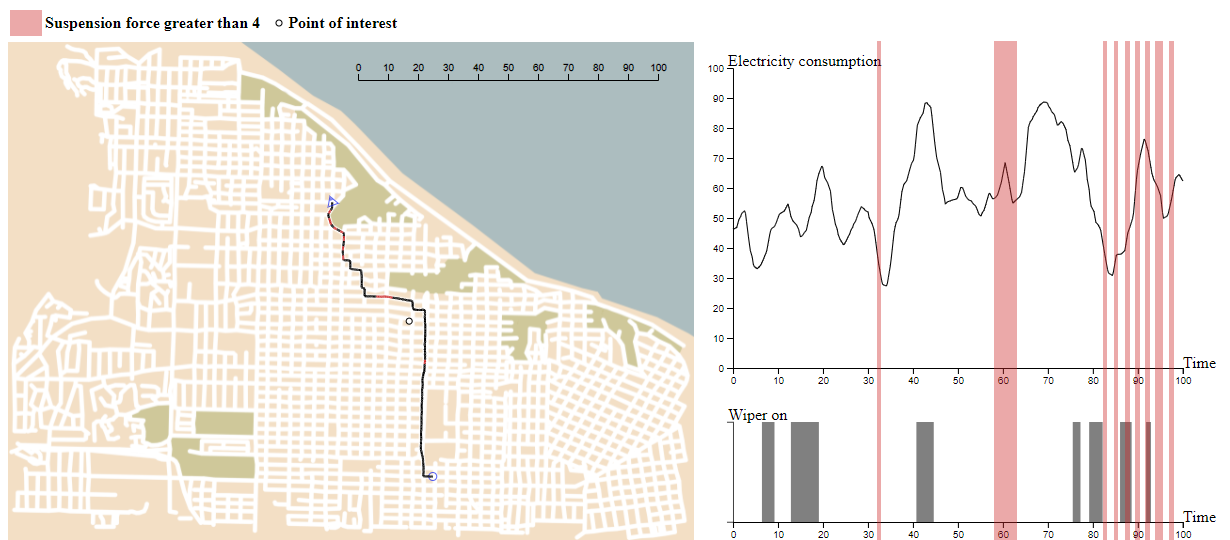 Suspension force greater than 4 Point of interest
0 10 20 30 40 50 60 70 80 90 100
Electricity consumption
100
90
80
70
60
50
40
30
20
10
0
Time
0 10 20 30 40 50 60 70 80 90 100
Wiper on
Time
0 10 20 30 40 50 60 70 80 90 100